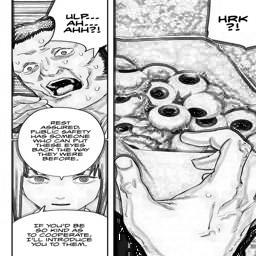 ULP...
AH...
AHH?!
HRK
?!
REST
ASSURED.
PUBLIC SAFETY
HAS SOMEONE
WHO CAN PUT
THESE EYES
BACK THE WAY
THEY WERE
BEFORE.
IF YOU'D BE
SO KIND AS
TO COOPERATE,
I'LL INTRODUCE
YOU TO THEM.